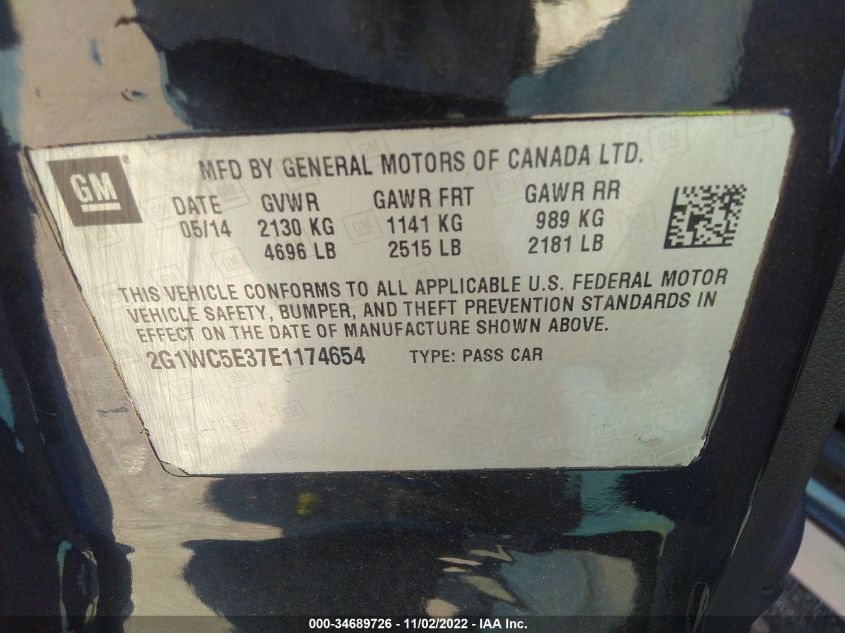 GM ® MFD BY GENERAL MOTORS OF CANADA LTD.
DATE GVWR GAWR FRT GAWR RR
05/14 2130 KG 1141 KG 989 KG
4696 LB 2515 LB 2181 LB
THIS VEHICLE CONFORMS TO ALL APPLICABLE U.S. FEDERAL MOTOR
VEHICLE SAFETY, BUMPER, AND THEFT PREVENTION STANDARDS IN
EFFECT ON THE DATE OF MANUFACTURE SHOWN ABOVE.
2G1WC5E37E1174654 TYPE: PASS CAR
000-34689726 - 11/02/2022 - IAA Inc.